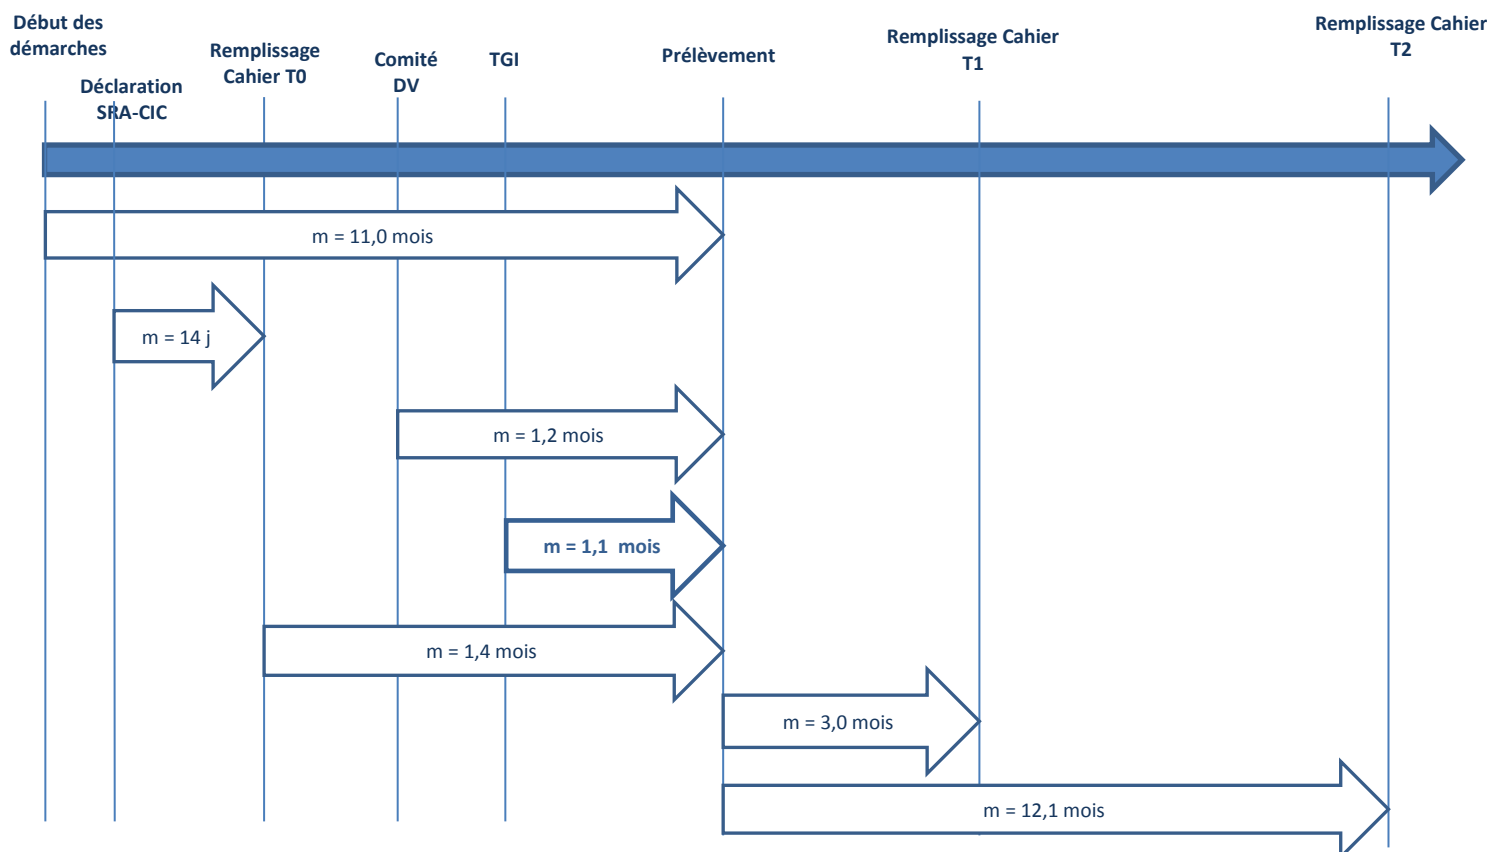 Début des
démarches
Déclaration
SRA-CIC
Remplissage
Cahier T0
Comité
DV
TGI
Prélèvement
Remplissage Cahier
T1
Remplissage Cahier
T2
m = 11,0 mois
m = 14 j
m = 1,2 mois
m = 1,1 mois
m = 1,4 mois
m = 3,0 mois
m = 12,1 mois